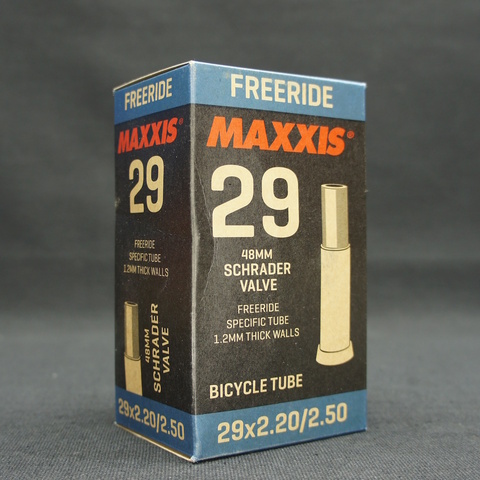 FREERIDE
MAXXIS®
29
FREERIDE
SPECIFIC TUBE
1.2MM THICK WALLS
48MM
SCHRADER
VALVE
29x2.20/2.50
FREERIDE
MAXXIS®
29
48MM
SCHRADER
VALVE
FREERIDE
SPECIFIC TUBE
1.2MM THICK WALLS
BICYCLE TUBE
29x2.20/2.50